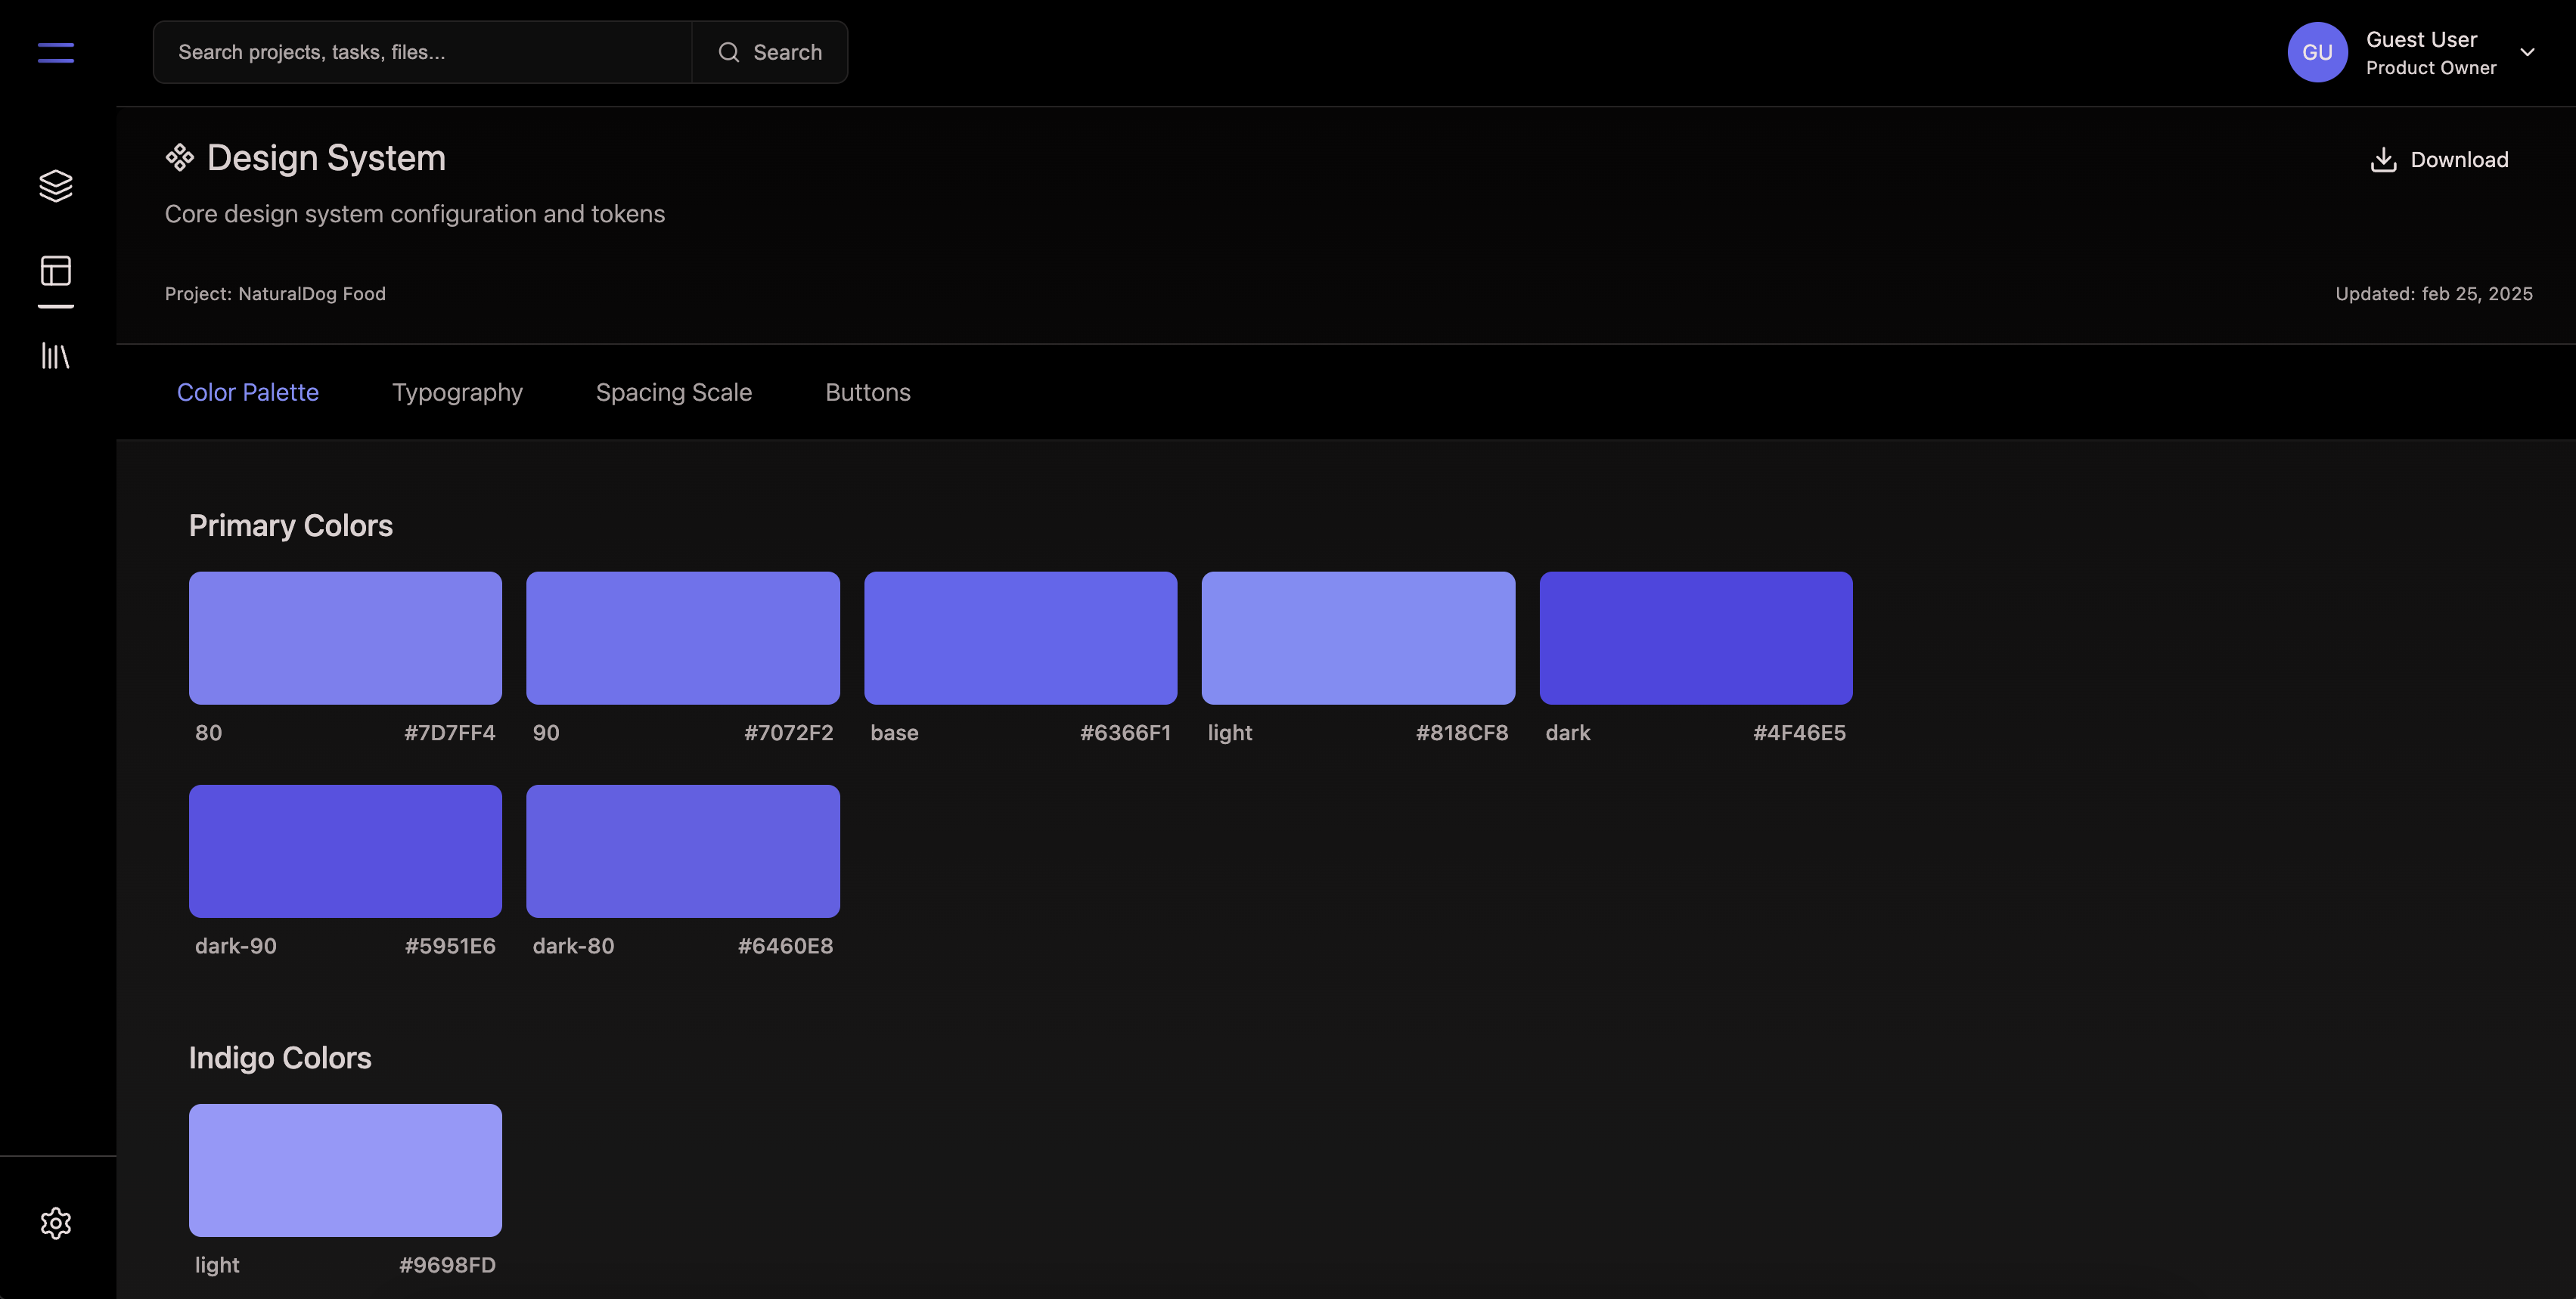 Search projects, tasks, files...
Search
GU
Guest User
Product Owner
Design System
Download
Core design system configuration and tokens
Project: NaturalDog Food
Updated: feb 25, 2025
Color Palette
Typography
Spacing Scale
Buttons
Primary Colors
80 #7D7FF4
90 #7072F2
base #6366F1
light #818CF8
dark #4F46E5
dark-90 #5951E6
dark-80 #6460E8
Indigo Colors
light #9698FD